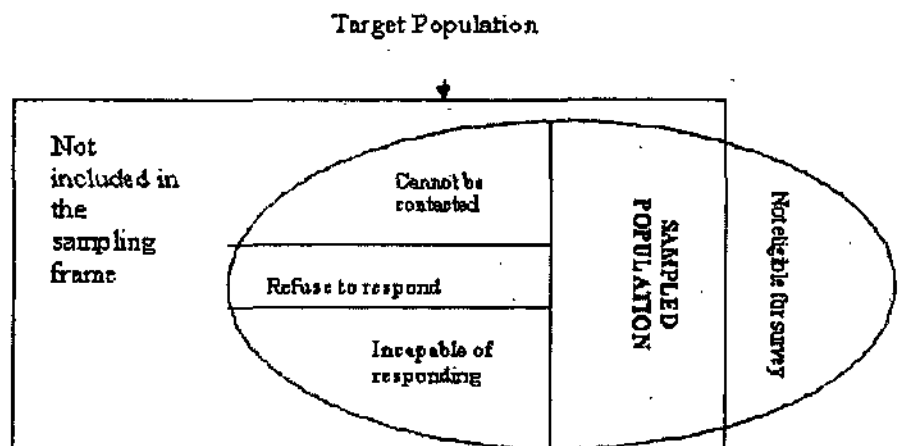 Target Population
Not
included in
the
sampling
frame
Cannot be
contacted
Refuse to respond
Incapable of
responding
SAMPLED
POPULATION
Not eligible for survey